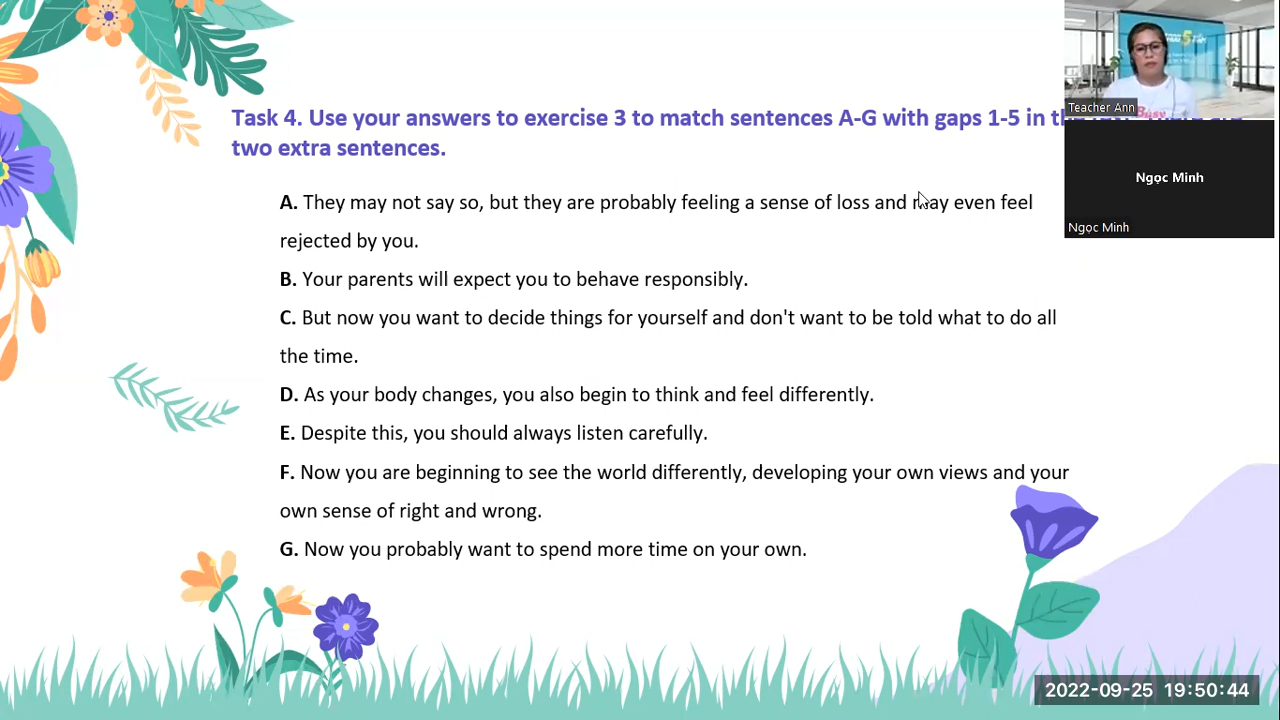 Task 4. Use your answers to exercise 3 to match sentences A-G with gaps 1-5 in
two extra sentences.
A. They may not say so, but they are probably feeling a sense of loss and may even feel
rejected by you.
B. Your parents will expect you to behave responsibly.
C. But now you want to decide things for yourself and don't want to be told what to do all
the time.
D. As your body changes, you also begin to think and feel differently.
E. Despite this, you should always listen carefully.
F. Now you are beginning to see the world differently, developing your own views and your
own sense of right and wrong.
G. Now you probably want to spend more time on your own.
Teacher Ann
Busy
Ngọc Minh
Ngọc Minh
2022-09-25 19:50:44